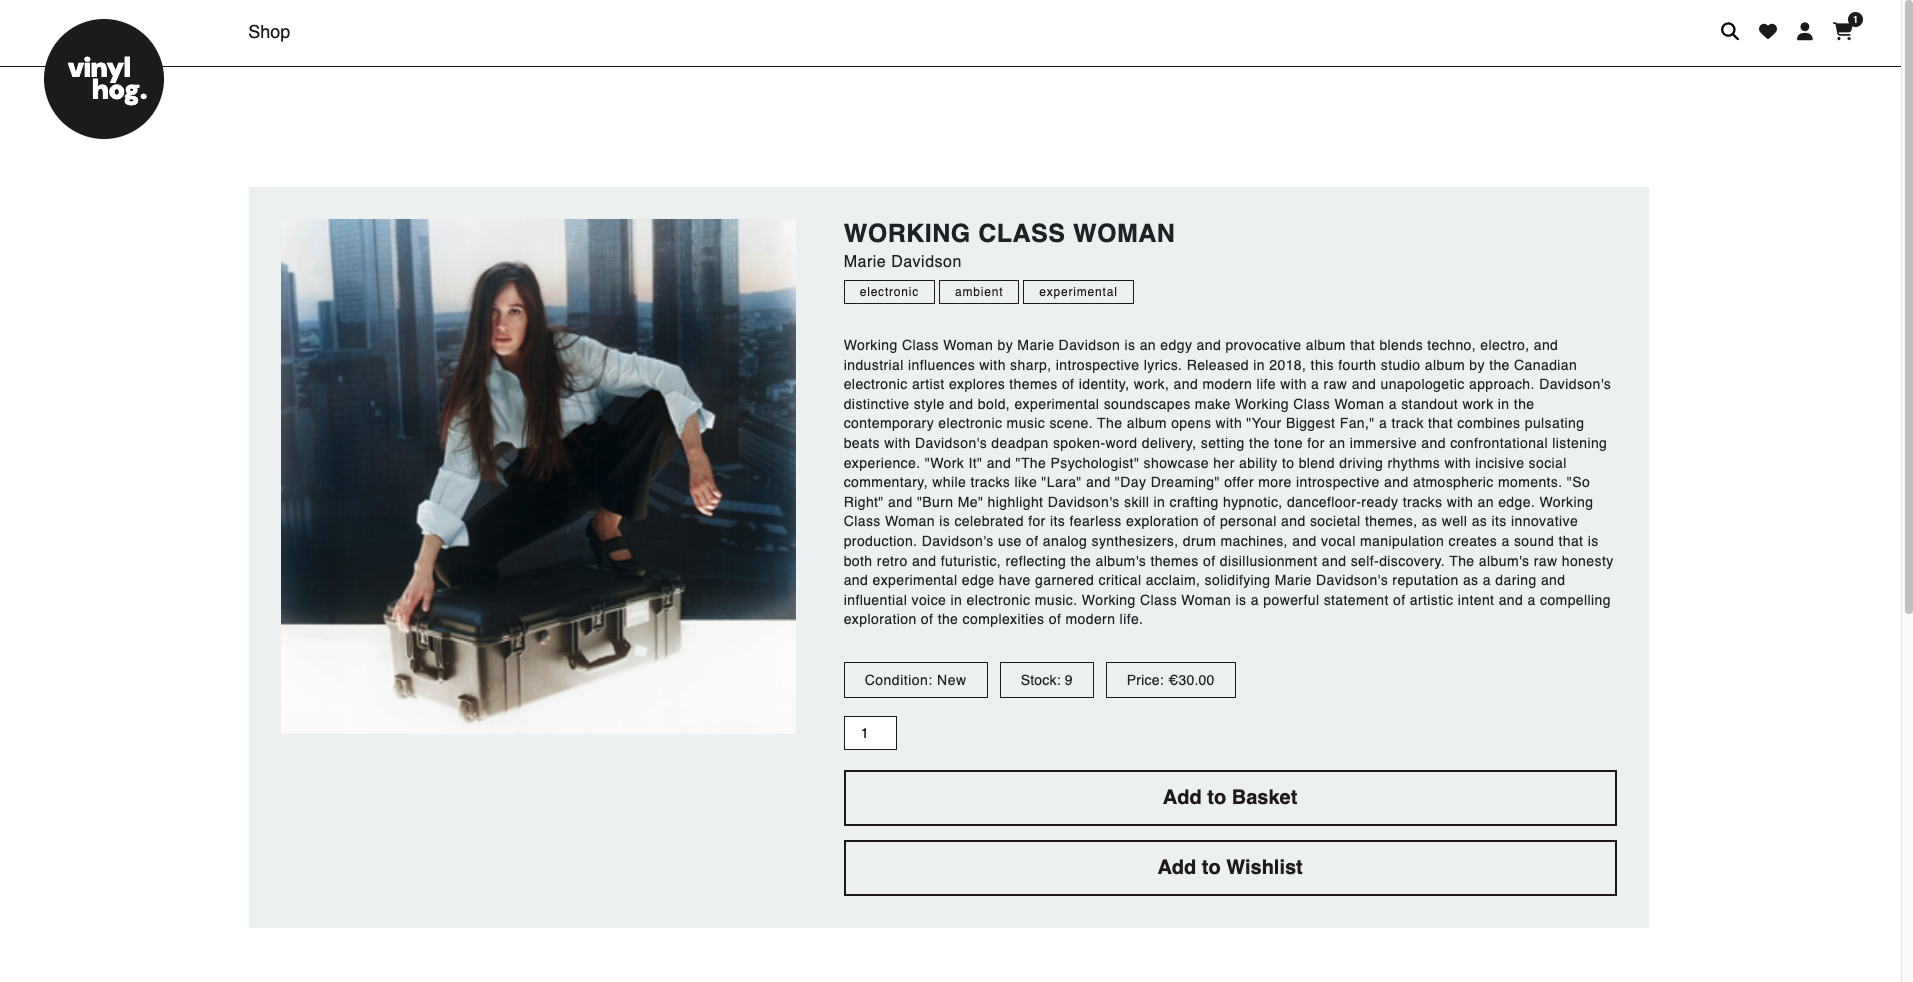 vinyl
hog.
Shop
1
WORKING CLASS WOMAN
Marie Davidson
electronic ambient experimental
Working Class Woman by Marie Davidson is an edgy and provocative album that blends techno, electro, and
industrial influences with sharp, introspective lyrics. Released in 2018, this fourth studio album by the Canadian
electronic artist explores themes of identity, work, and modern life with a raw and unapologetic approach. Davidson's
distinctive style and bold, experimental soundscapes make Working Class Woman a standout work in the
contemporary electronic music scene. The album opens with "Your Biggest Fan," a track that combines pulsating
beats with Davidson's deadpan spoken-word delivery, setting the tone for an immersive and confrontational listening
experience. "Work It" and "The Psychologist" showcase her ability to blend driving rhythms with incisive social
commentary, while tracks like "Lara" and "Day Dreaming" offer more introspective and atmospheric moments. "So
Right" and "Burn Me" highlight Davidson's skill in crafting hypnotic, dancefloor-ready tracks with an edge. Working
Class Woman is celebrated for its fearless exploration of personal and societal themes, as well as its innovative
production. Davidson's use of analog synthesizers, drum machines, and vocal manipulation creates a sound that is
both retro and futuristic, reflecting the album's themes of disillusionment and self-discovery. The album's raw honesty
and experimental edge have garnered critical acclaim, solidifying Marie Davidson's reputation as a daring and
influential voice in electronic music. Working Class Woman is a powerful statement of artistic intent and a compelling
exploration of the complexities of modern life.
Condition: New Stock: 9 Price: €30.00
1
Add to Basket
Add to Wishlist